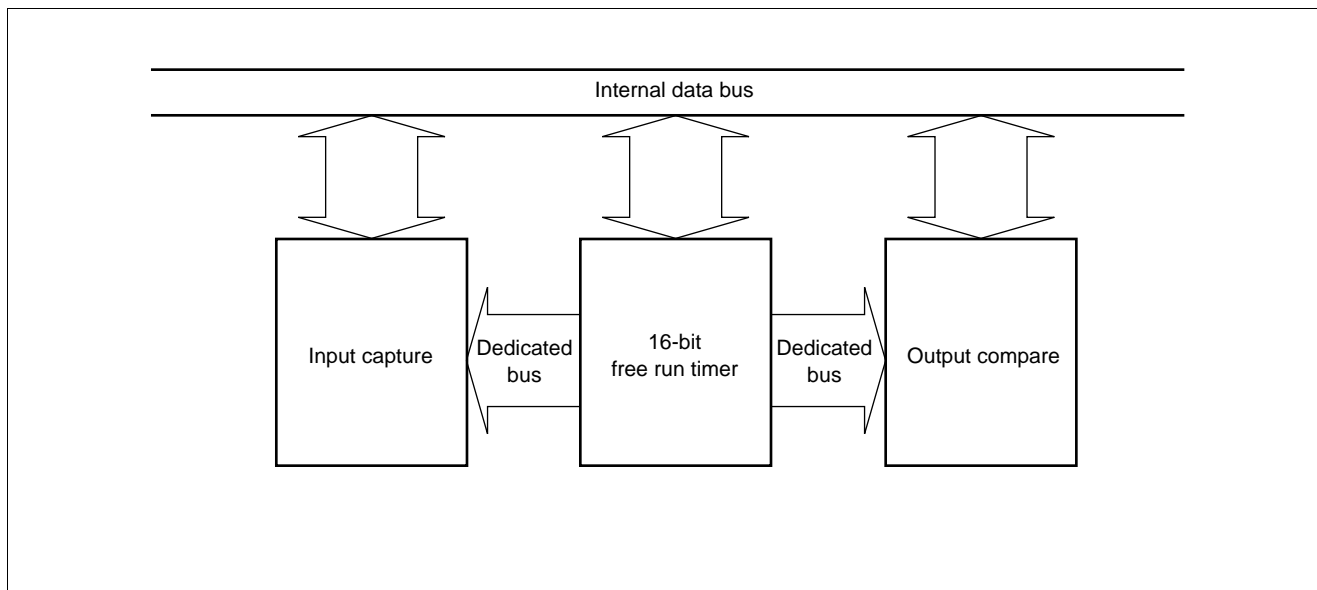 Internal data bus
Input capture
Dedicated
bus
16-bit
free run timer
Dedicated
bus
Output compare